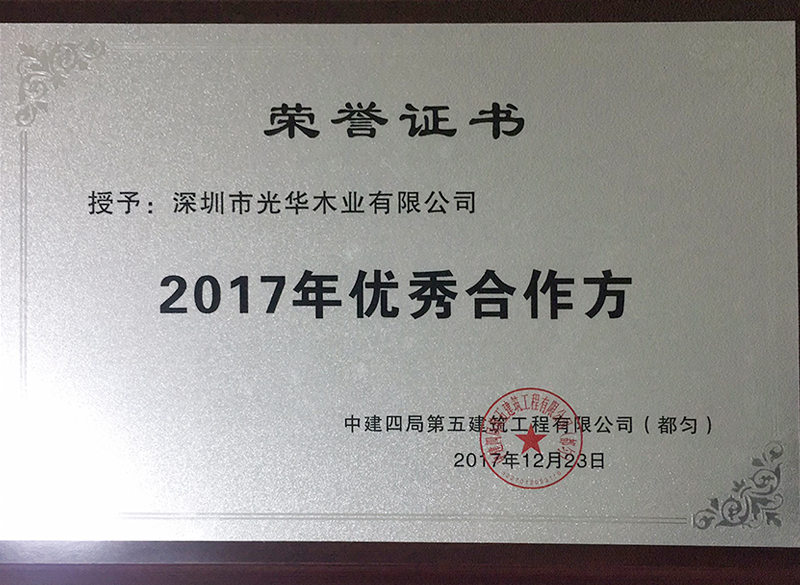 荣誉证书
授予：深圳市光华木业有限公司
2017年优秀合作方
中建四局第五建筑工程有限公司（都匀）
2017年12月23日